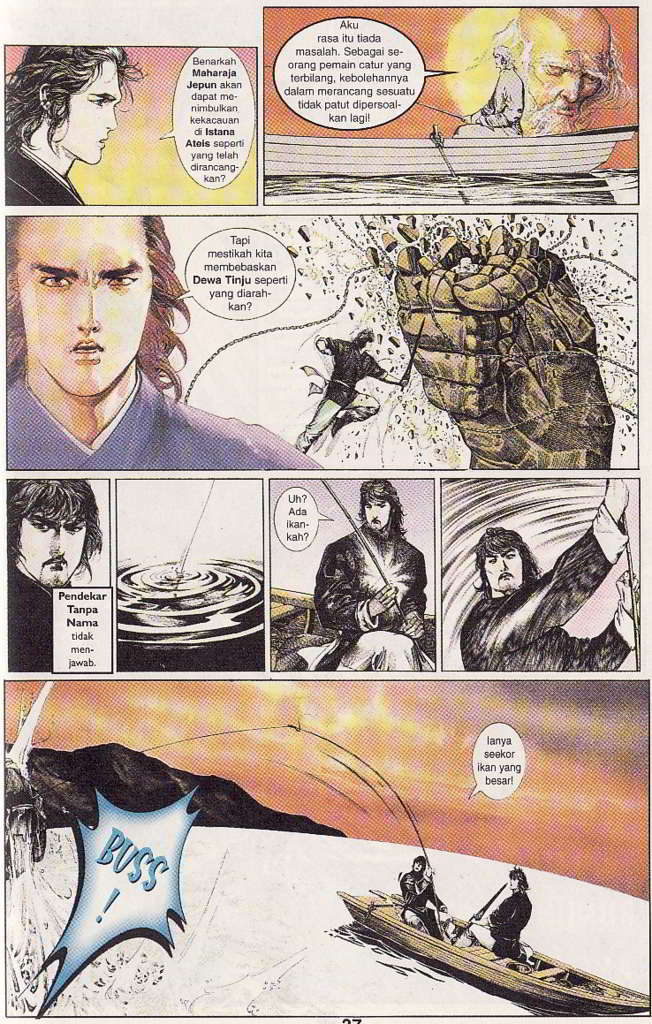 Benarkah
Maharaja
Jepun akan
dapat me-
nimbulkan
kekacauan
di Istana
Ateis seperti
yang telah
dirancang-
kan?
Aku
rasa itu tiada
masalah. Sebagai se-
orang pemain catur yang
terbilang, kebolehannya
dalam merancang sesuatu
tidak patut dipersoal-
kan lagi!
Tapi
mestikah kita
membebaskan
Dewa Tinju seperti
yang diarah-
kan?
Pendekar
Tanpa
Nama
tidak
men-
jawab.
Uh?
Ada
ikan-
kah?
Ianya
seekor
ikan yang
besar!
BUSS
!
27